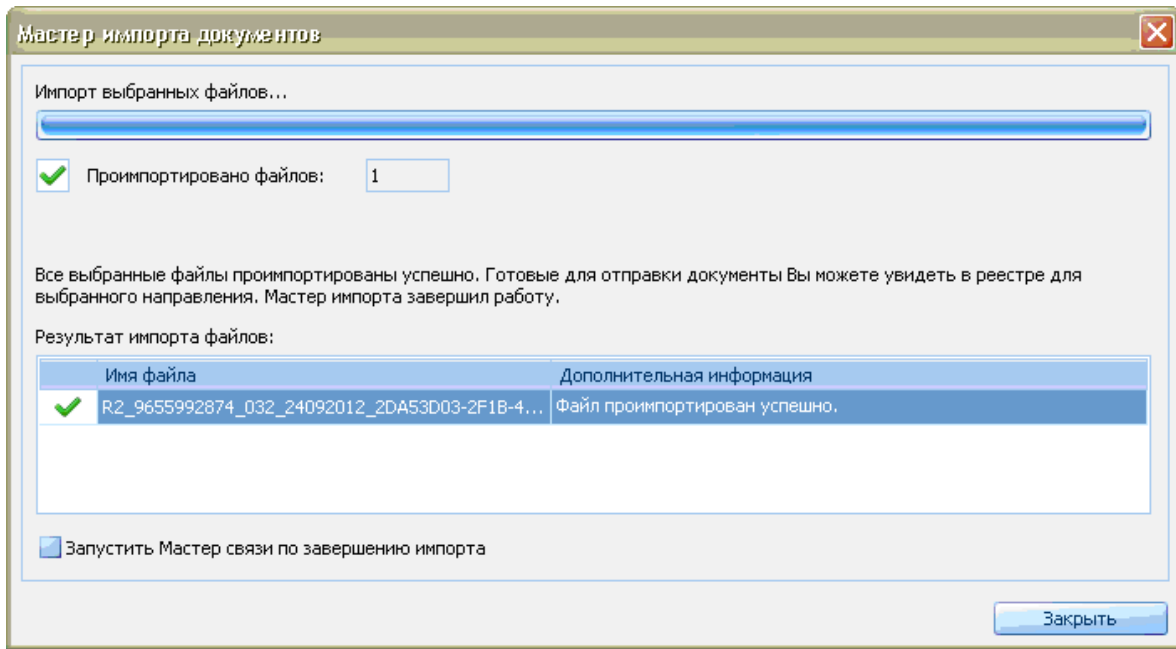 Мастер импорта документов
Импорт выбранных файлов...
Проимпортировано файлов: 1
Все выбранные файлы проимпортированы успешно. Готовые для отправки документы Вы можете увидеть в реестре для
выбранного направления. Мастер импорта завершил работу.
Результат импорта файлов:
Имя файла Дополнительная информация
R2_9655992874_032_24092012_2DA53D03-2F1B-4... Файл проимпортирован успешно.
Запустить Мастер связи по завершению импорта
Закрыть